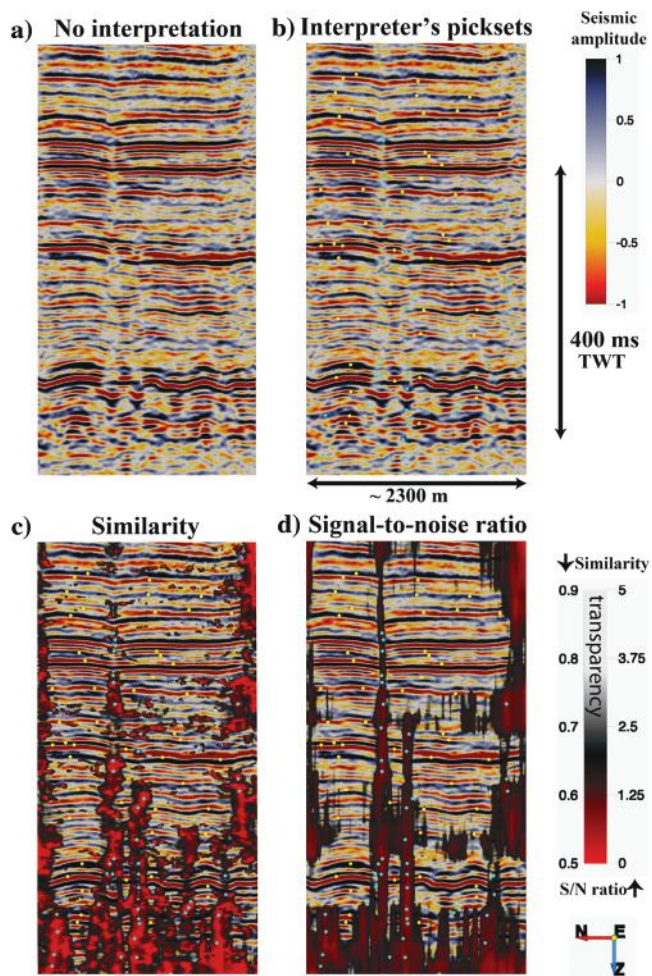 a) No interpretation
b) Interpreter's picksets
Seismic
amplitude
1
0.5
0
-0.5
-1
400 ms
TWT
~ 2300 m
c) Similarity
d) Signal-to-noise ratio
↓Similarity
0.9 5
transparency
0.8 3.75
0.7 2.5
0.6 1.25
0.5 0
S/N ratio↑
N E
Z